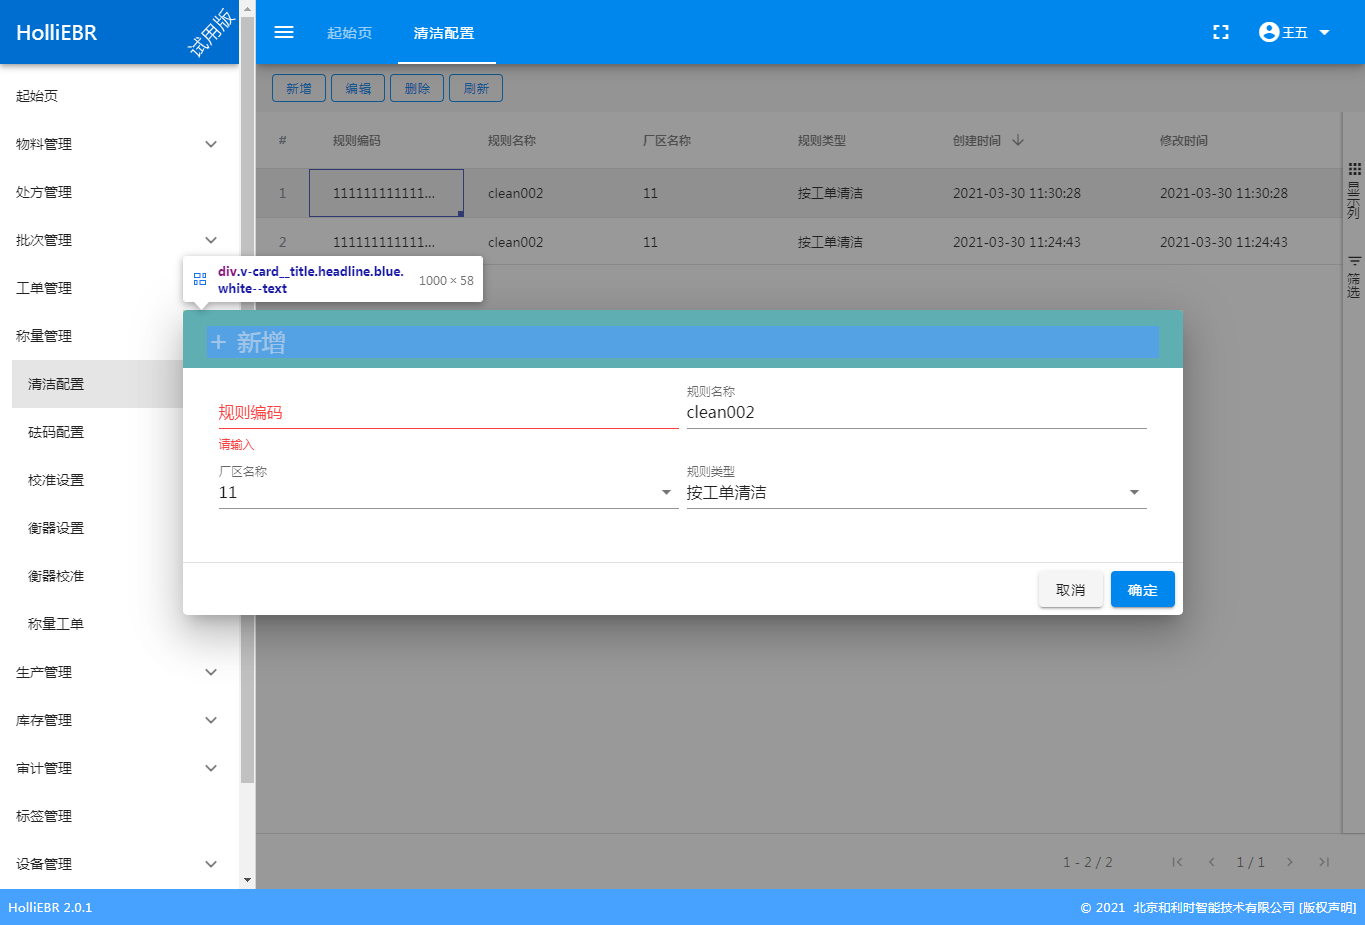 HolliEBR
试用版
起始页
清洁配置
王五
起始页
物料管理
处方管理
批次管理
工单管理
称量管理
清洁配置
砝码配置
校准设置
衡器设置
衡器校准
称量工单
生产管理
库存管理
审计管理
标签管理
设备管理
新增 编辑 删除 刷新
# 规则编码 规则名称 厂区名称 规则类型 创建时间 修改时间
1 111111111111... clean002 11 按工单清洁 2021-03-30 11:30:28 2021-03-30 11:30:28
2 111111111111... clean002 11 按工单清洁 2021-03-30 11:24:43 2021-03-30 11:24:43
显示列
筛选
div.v-card__title.headline.blue.
white--text
1000 × 58
+ 新增
规则编码
请输入
规则名称
clean002
厂区名称
11
规则类型
按工单清洁
取消 确定
1 - 2 / 2
1 / 1
HolliEBR 2.0.1
© 2021 北京和利时智能技术有限公司 [版权声明]